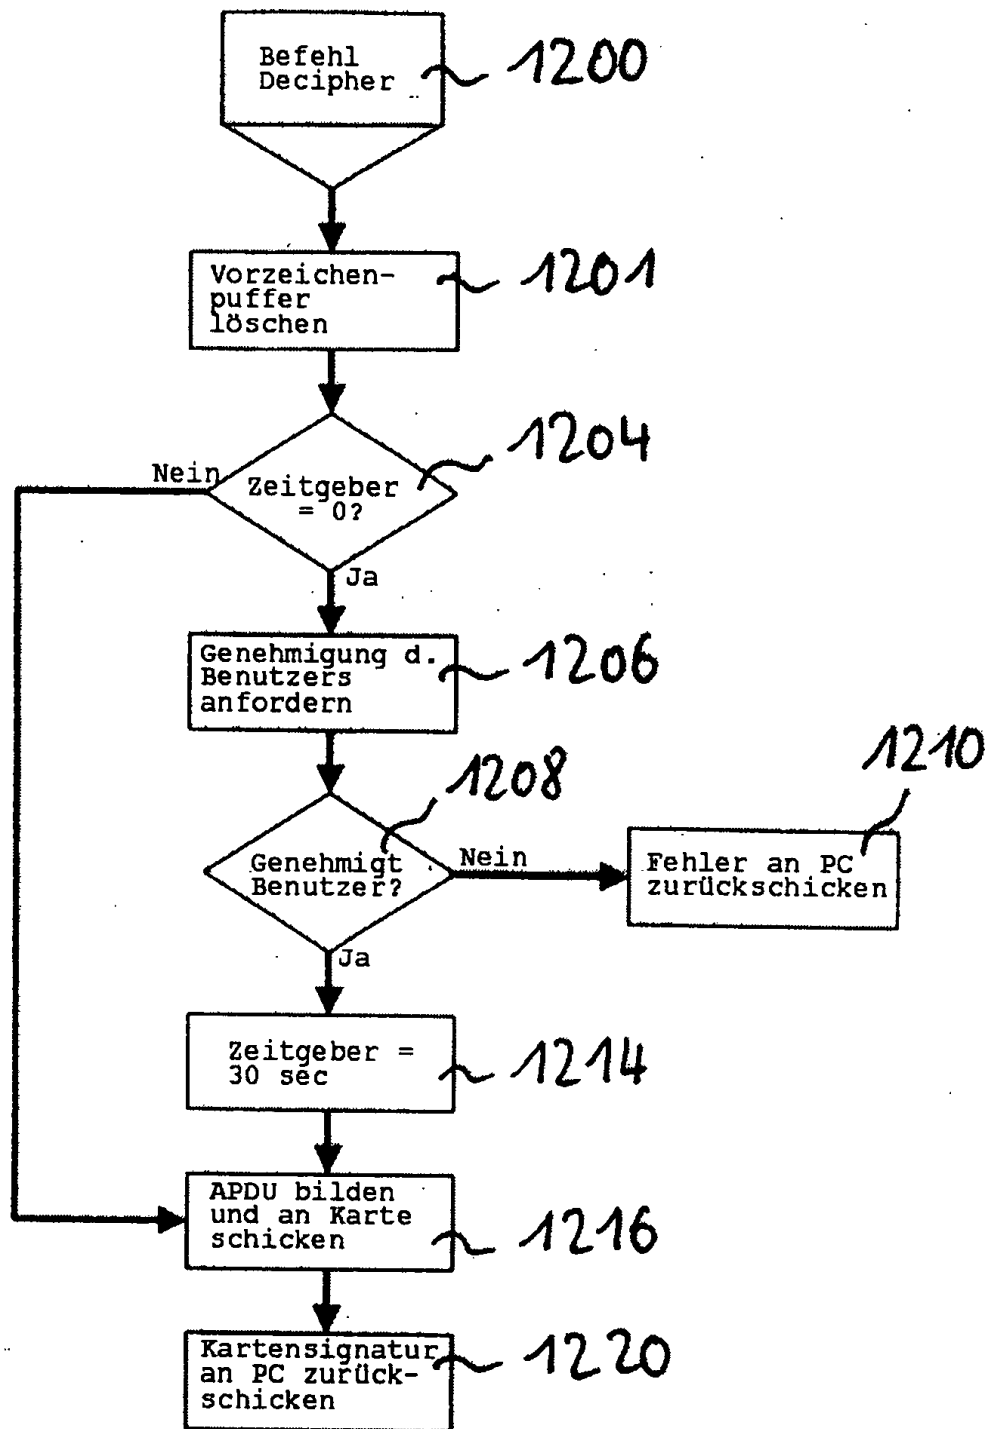 Befehl
Decipher
1200
Vorzeichen-
puffer
löschen
1201
Zeitgeber
= 0?
1204
Nein
Ja
Genehmigung d.
Benutzers
anfordern
1206
Genehmigt
Benutzer?
1208
Nein
Fehler an PC
zurückschicken
1210
Ja
Zeitgeber =
30 sec
1214
APDU bilden
und an Karte
schicken
1216
Kartensignatur
an PC zurück-
schicken
1220